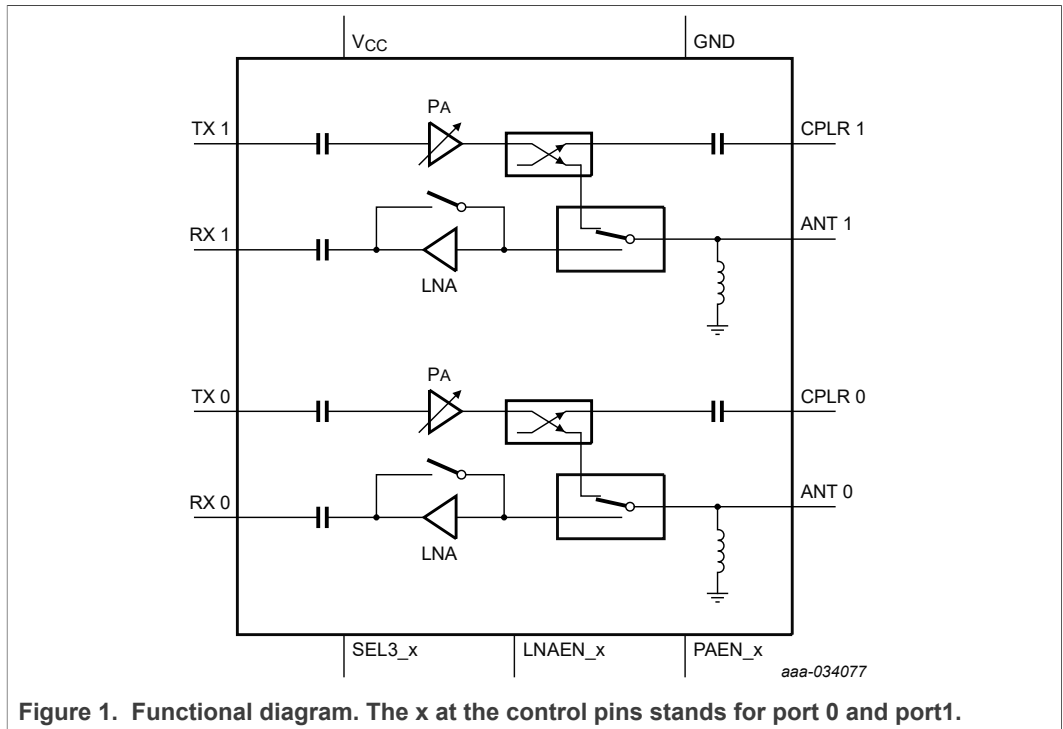 VCC
GND
PA
TX 1
CPLR 1
RX 1
ANT 1
LNA
PA
TX 0
CPLR 0
RX 0
ANT 0
LNA
SEL3_x
LNAEN_x
PAEN_x
aaa-034077
Figure 1. Functional diagram. The x at the control pins stands for port 0 and port1.